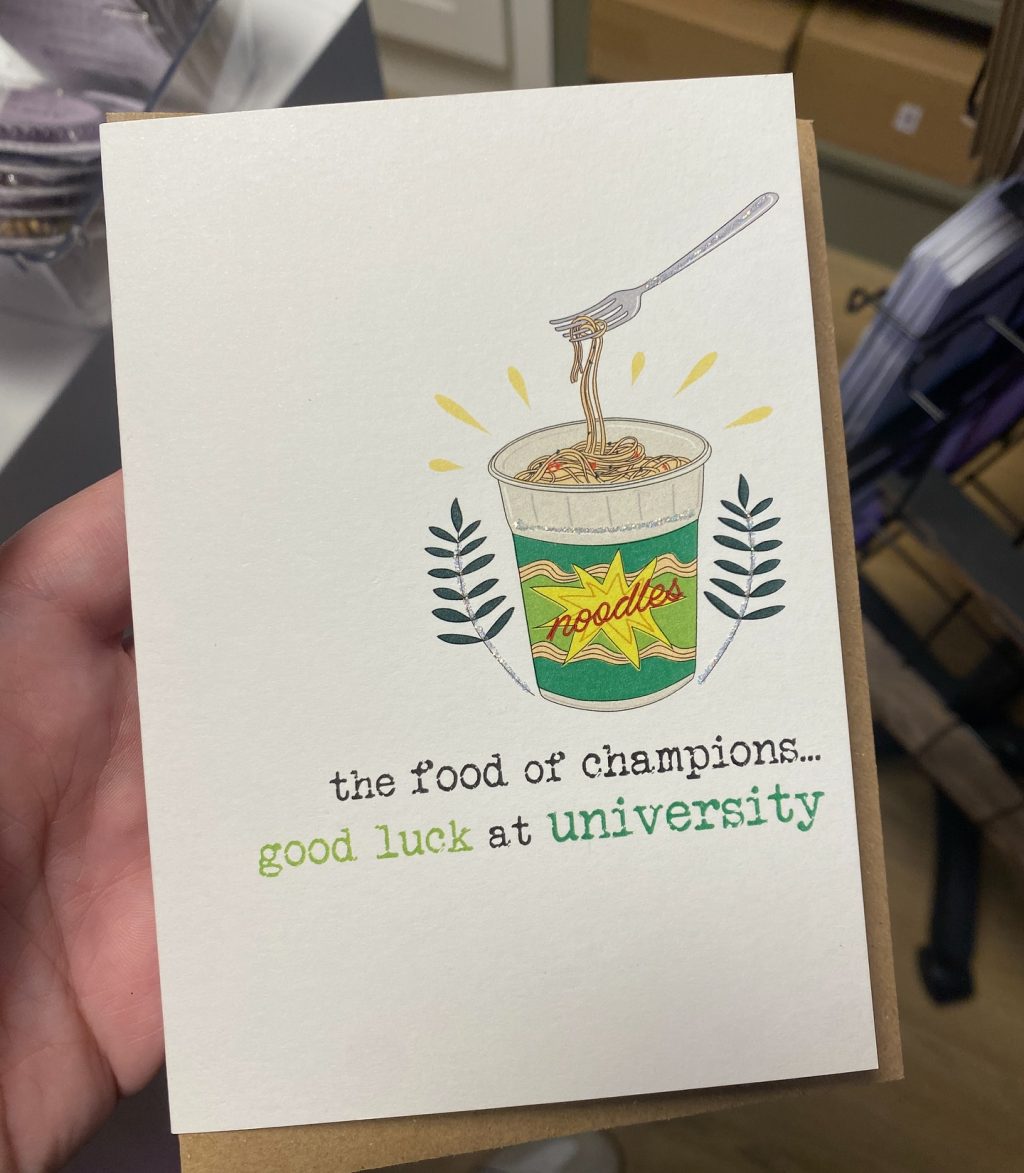 noodles
the food of champions...
good luck at university